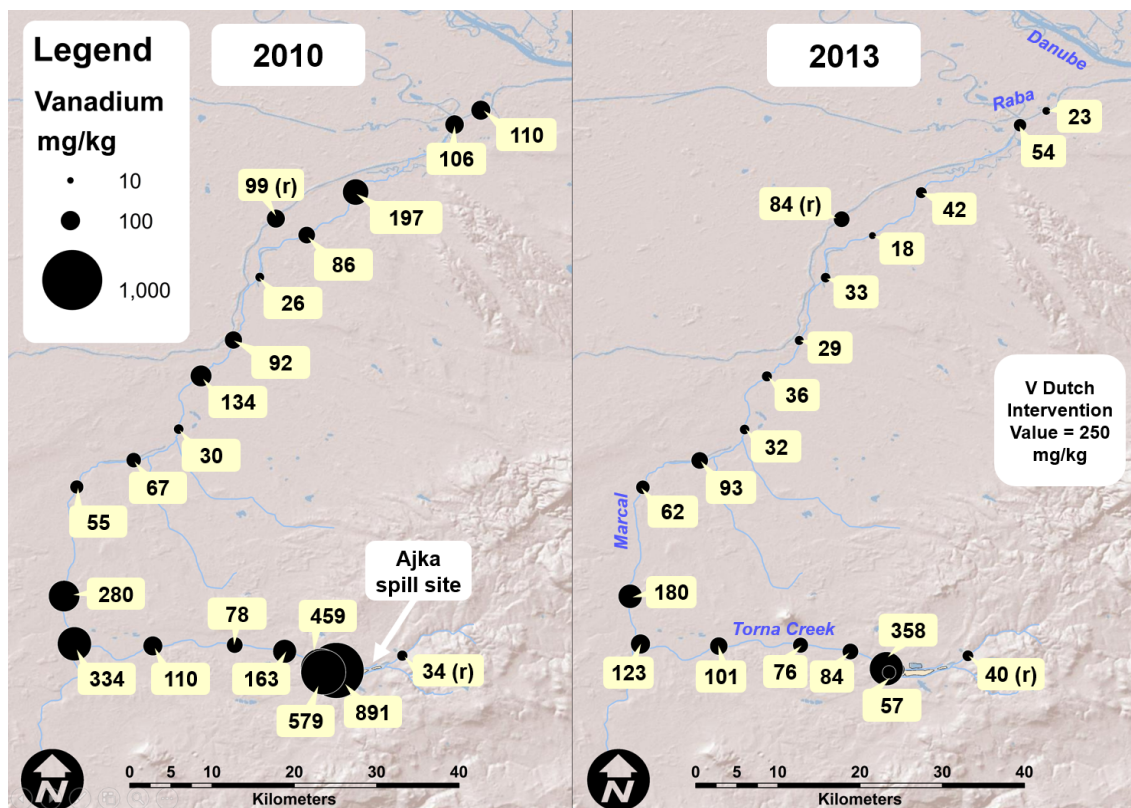 Legend
Vanadium
mg/kg
10
100
1,000
2010
110
106
99 (r)
197
86
26
92
134
30
67
55
280
334
110
78
163
459
579
891
34 (r)
Ajka
spill site
N
0 5 10 20 30 40
Kilometers
2013
Danube
Raba
23
54
42
84 (r)
18
33
29
36
32
93
62
Marcal
180
123
101
Torna Creek
76
84
358
57
40 (r)
V Dutch
Intervention
Value = 250
mg/kg
N
0 5 10 20 30 40
Kilometers